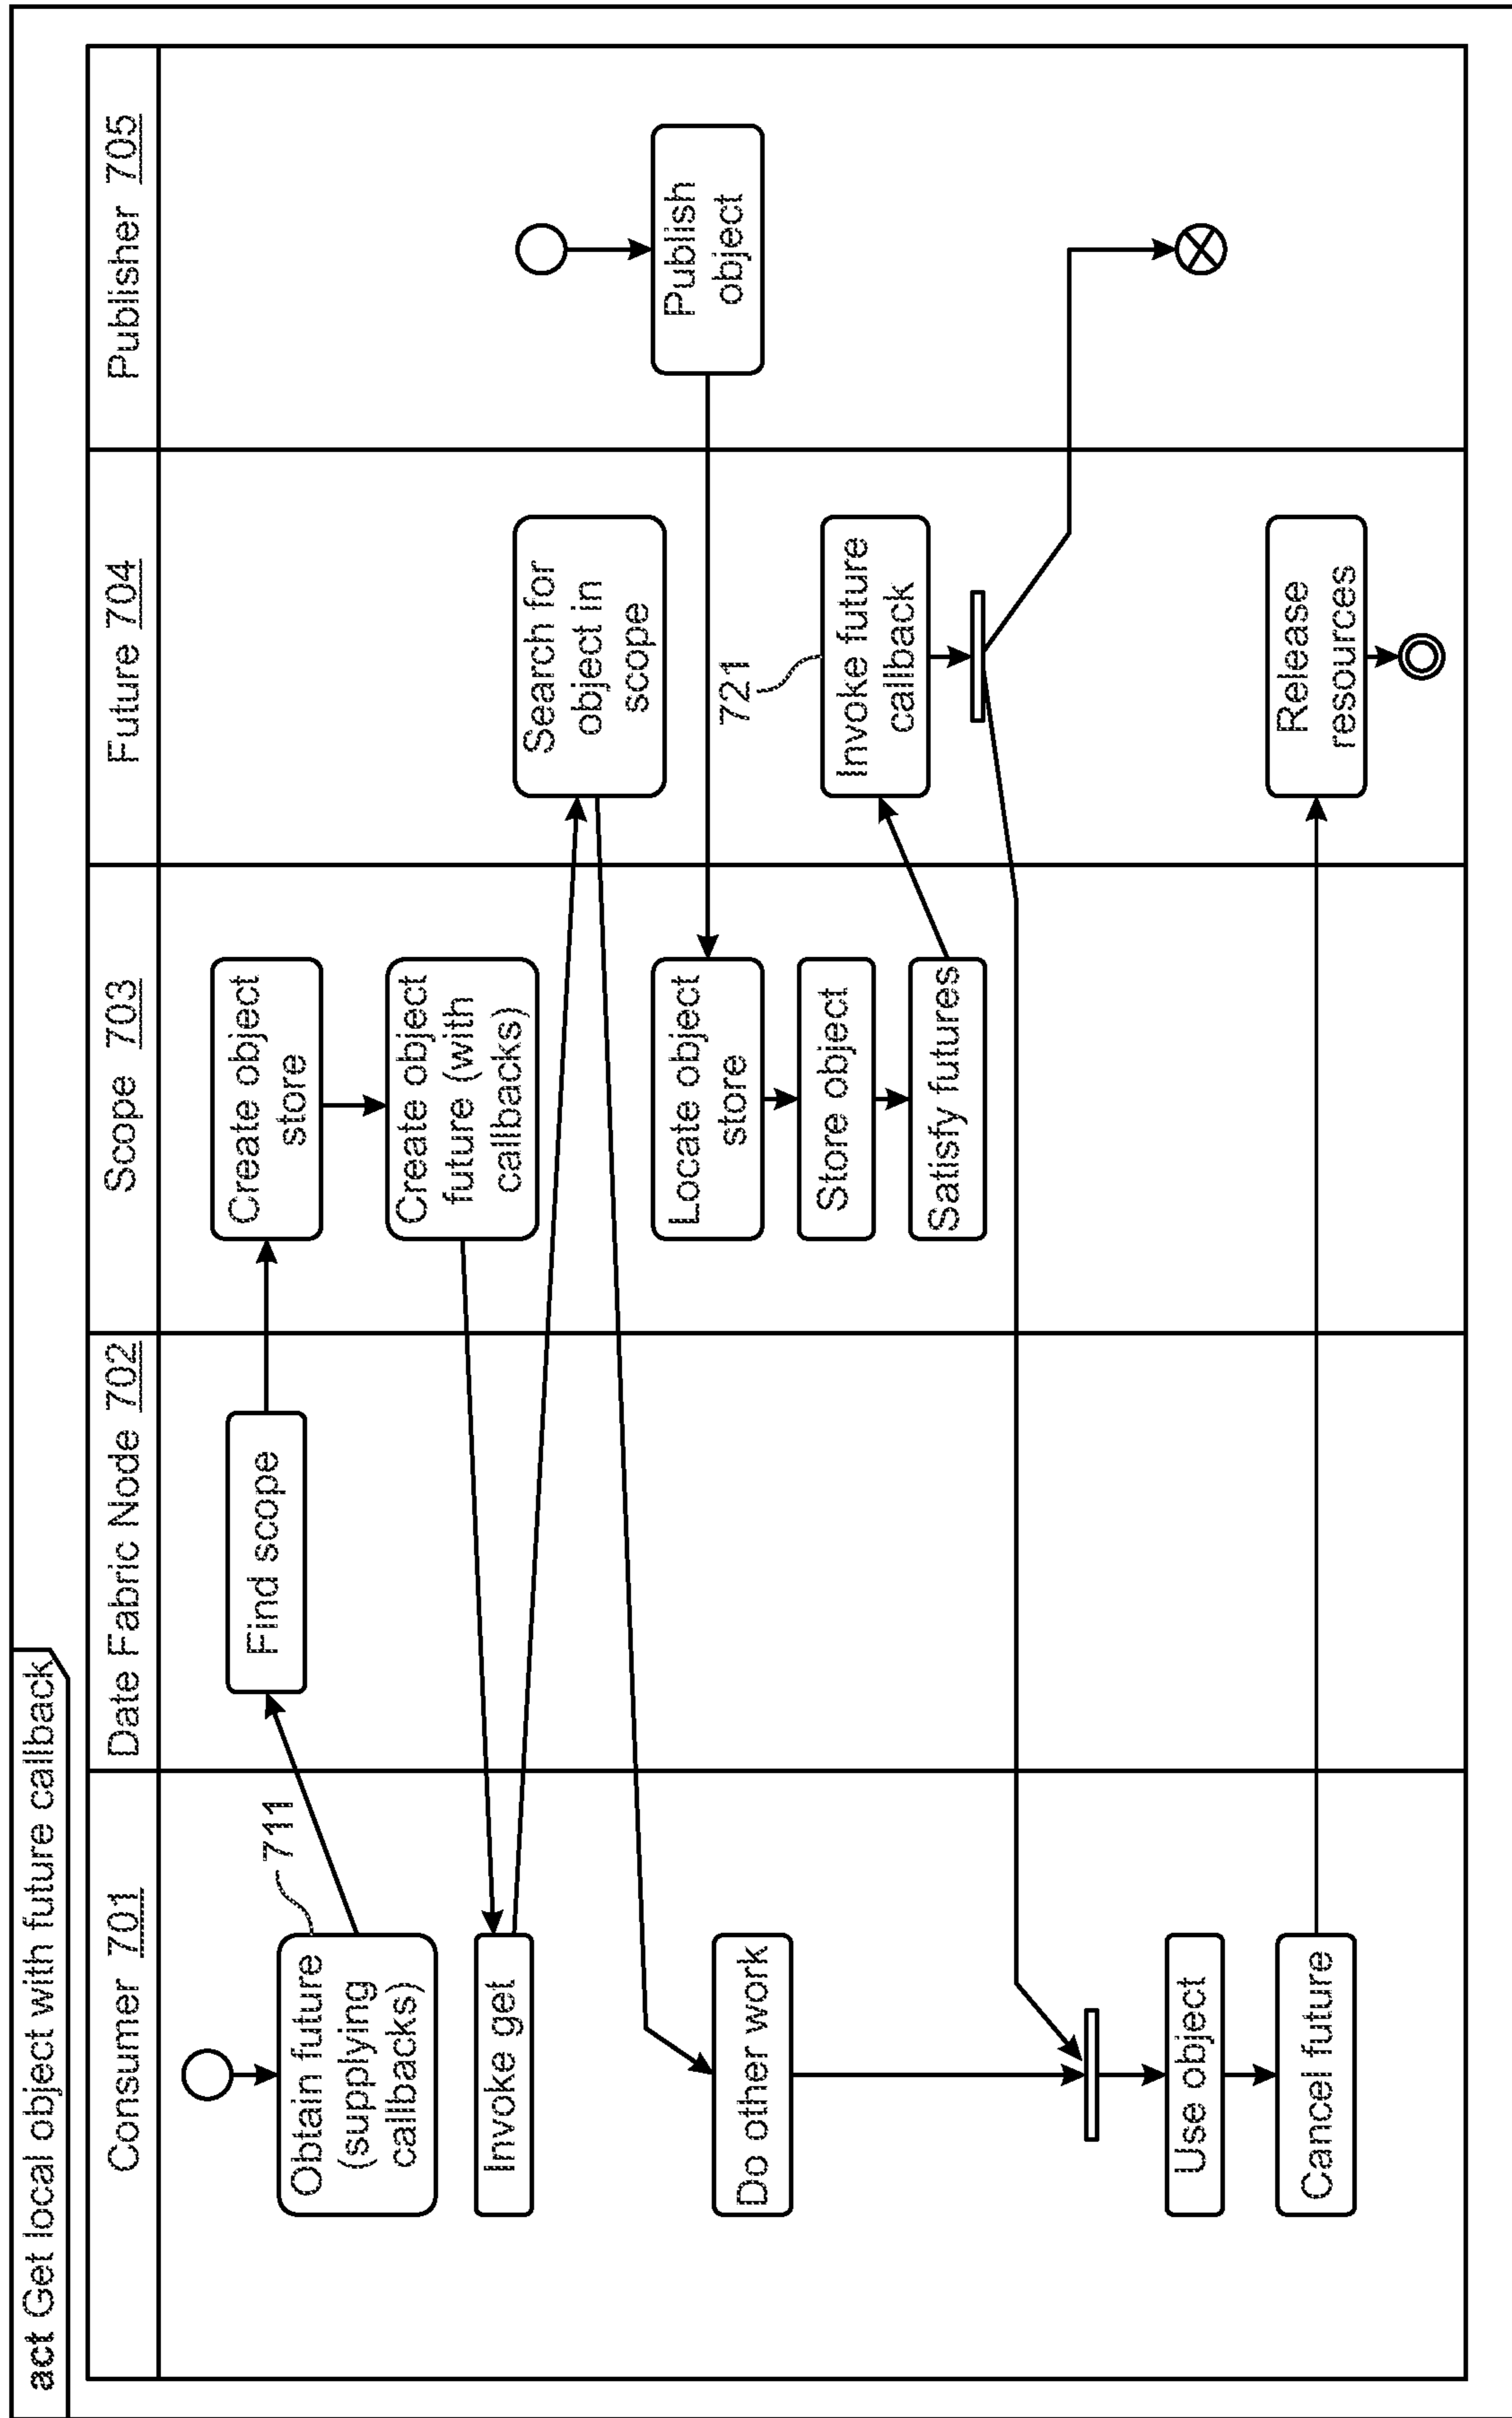 act Get local object with future callback
Consumer 701
Date Fabric Node 702
Scope 703
Future 704
Publisher 705
Obtain future
(supplying
callbacks)
711
Find scope
Create object
store
Create object
future (with
callbacks)
Invoke get
Search for
object in
scope
Publish
object
Locate object
store
Do other work
721
Store object
Invoke future
callback
Satisfy futures
Use object
Cancel future
Release
resources